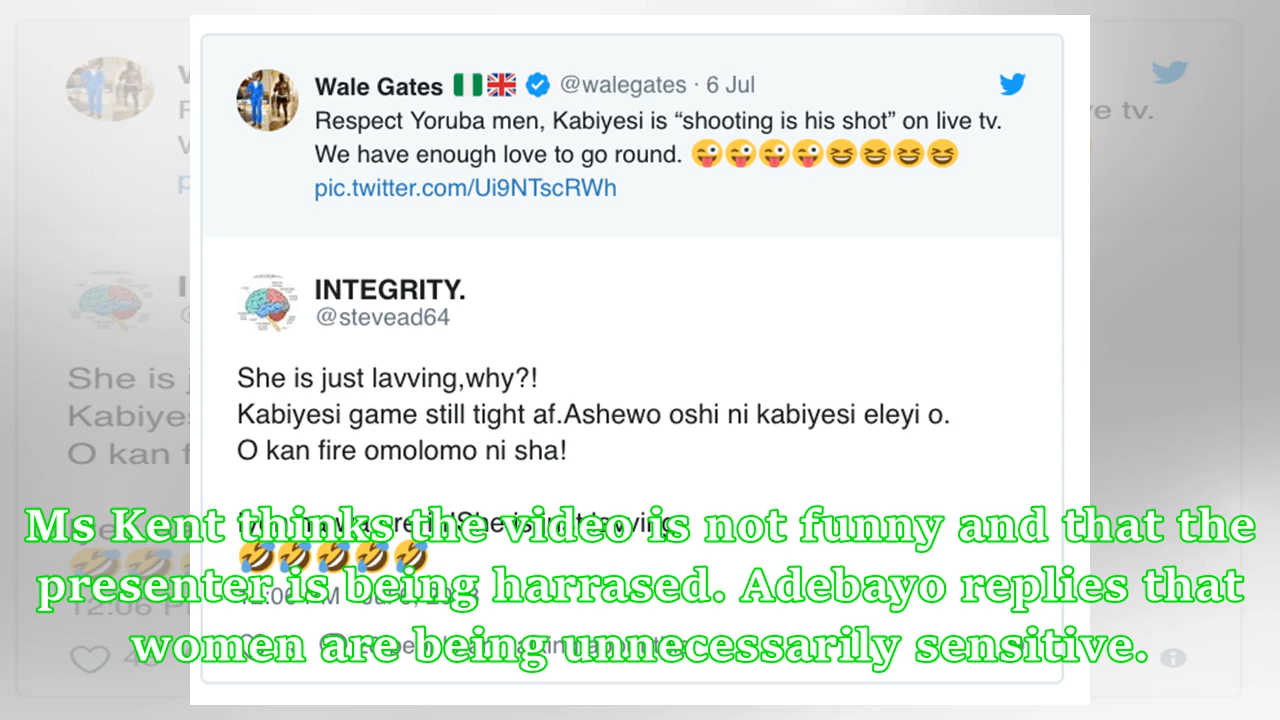 Wale Gates @walegates · 6 Jul
Respect Yoruba men, Kabiyesi is “shooting is his shot” on live tv.
We have enough love to go round. 😜😜😜😜😆😆😆😆
pic.twitter.com/Ui9NTscRWh
INTEGRITY.
@stevead64
She is just lavving,why?!
Kabiyesi game still tight af.Ashewo oshi ni kabiyesi eleyi o.
O kan fire omolomo ni sha!
🤣🤣🤣🤣🤣
Ms Kent thinks the video is not funny and that the
presenter is being harrased. Adebayo replies that
women are being unnecessarily sensitive.